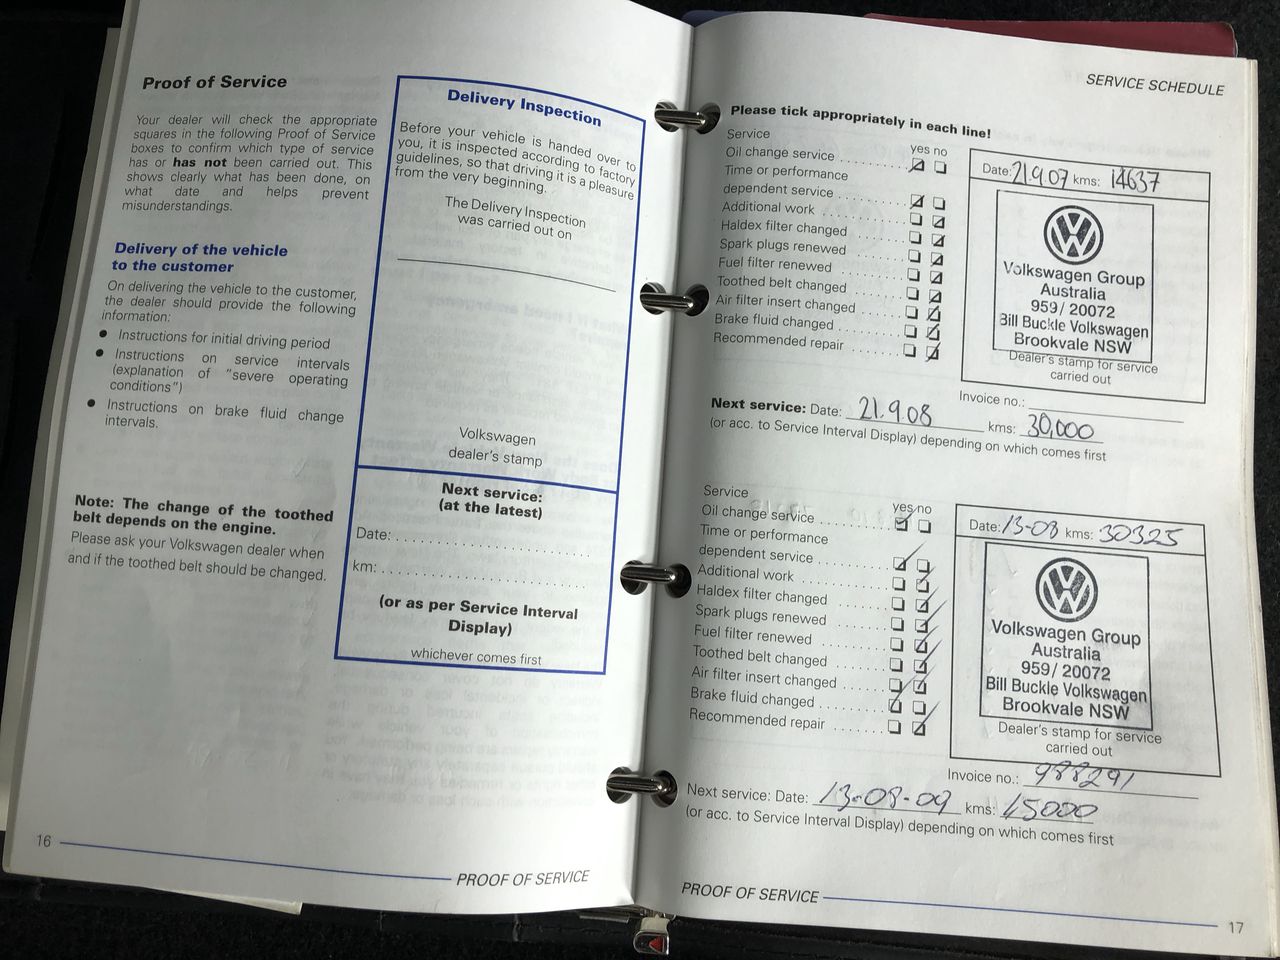 Proof of Service
Your dealer will check the appropriate
squares in the following Proof of Service
boxes to confirm which type of service
has or has not been carried out. This
shows clearly what has been done, on
what date and helps prevent
misunderstandings.
Delivery of the vehicle
to the customer
On delivering the vehicle to the customer,
the dealer should provide the following
information:
● Instructions for initial driving period
● Instructions on service intervals
(explanation of "severe operating
conditions")
● Instructions on brake fluid change
intervals.
Note: The change of the toothed
belt depends on the engine.
Please ask your Volkswagen dealer when
and if the toothed belt should be changed.
Delivery Inspection
Before your vehicle is handed over to
you, it is inspected according to factory
guidelines, so that driving it is a pleasure
from the very beginning.
The Delivery Inspection
was carried out on
Volkswagen
dealer's stamp
Next service:
(at the latest)
Date:
km:
(or as per Service Interval
Display)
whichever comes first
16
PROOF OF SERVICE
SERVICE SCHEDULE
Please tick appropriately in each line!
Service yes no
Oil change service
Time or performance
dependent service
Additional work
Haldex filter changed
Spark plugs renewed
Fuel filter renewed
Toothed belt changed
Air filter insert changed
Brake fluid changed
Recommended repair
Date: 21.9.07 kms: 14637
Volkswagen Group
Australia
959/20072
Bill Buckle Volkswagen
Brookvale NSW
Dealer's stamp for service
carried out
Invoice no.:
Next service: Date: 21.9.08 kms: 30,000
(or acc. to Service Interval Display) depending on which comes first
Service yes no
Oil change service
Time or performance
dependent service
Additional work
Haldex filter changed
Spark plugs renewed
Fuel filter renewed
Toothed belt changed
Air filter insert changed
Brake fluid changed
Recommended repair
Date: 13-08 kms: 30325
Volkswagen Group
Australia
959/20072
Bill Buckle Volkswagen
Brookvale NSW
Dealer's stamp for service
carried out
Invoice no.: 988291
Next service: Date: 13-08-09 kms: 15000
(or acc. to Service Interval Display) depending on which comes first
PROOF OF SERVICE
17